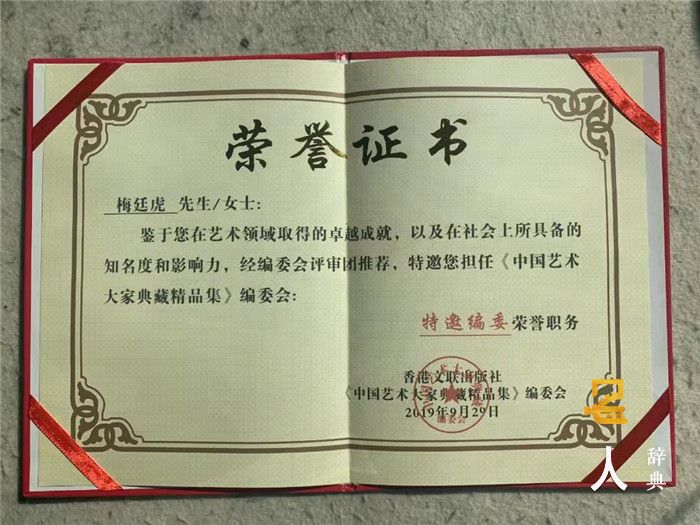 荣誉证书
梅廷虎 先生/女士:
鉴于您在艺术领域取得的卓越成就，以及在社会上所具备的
知名度和影响力，经编委会评审团推荐，特邀您担任《中国艺术
大家典藏精品集》编委会:
特邀编委荣誉职务
香港文联出版社
《中国艺术大家典藏精品集》编委会
2019年9月29日
编委会
名
人
辞典